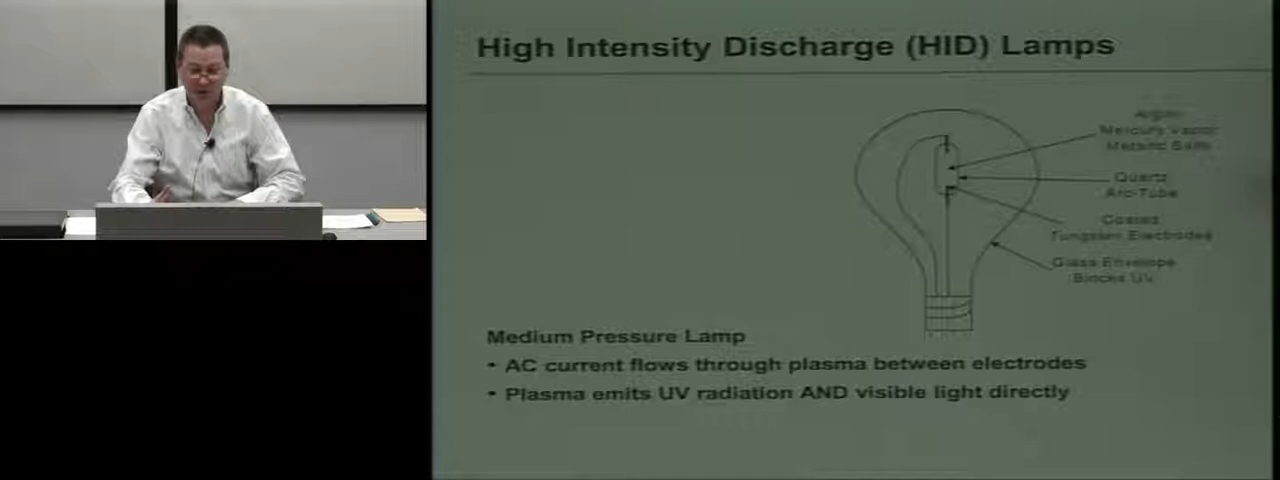 High Intensity Discharge (HID) Lamps
Argon
Mercury Vapor
Metallic Salts
Quartz
Arc-Tube
Coated
Tungsten Electrodes
Glass Envelope
Blocks UV
Medium Pressure Lamp
• AC current flows through plasma between electrodes
• Plasma emits UV radiation AND visible light directly